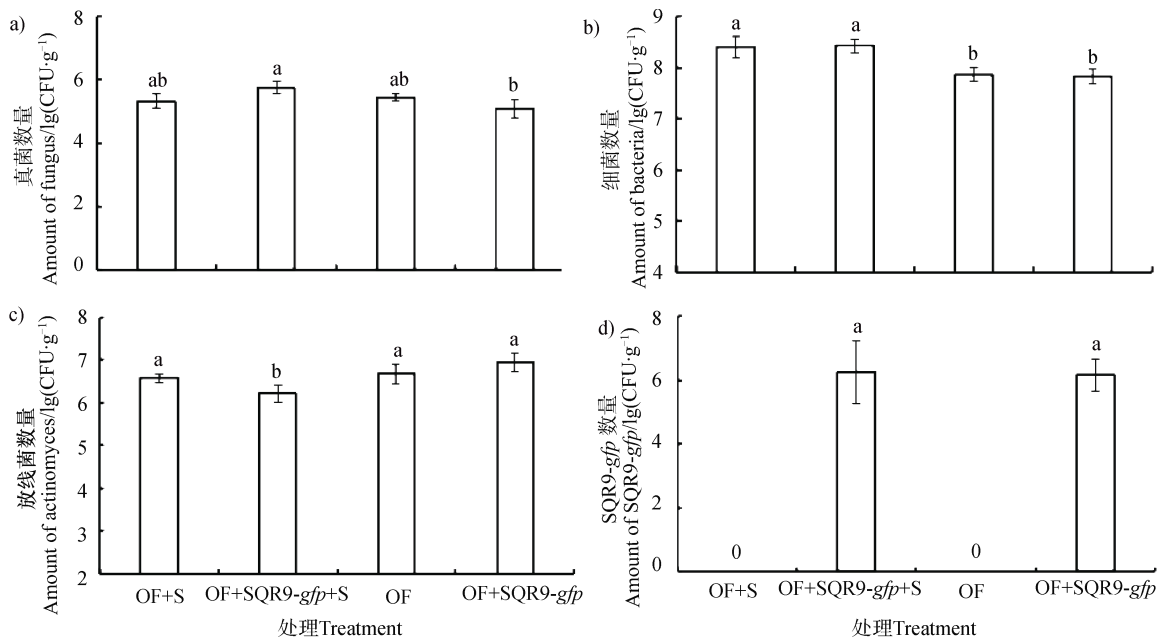 a)
真菌数量
Amount of fungus/lg(CFU·g⁻¹)
8
6
4
2
0
ab
a
ab
b
b)
细菌数量
Amount of bacteria/lg(CFU·g⁻¹)
9
8
7
6
5
4
a
a
b
b
c)
放线菌数量
Amount of actinomyces/lg(CFU·g⁻¹)
8
7
6
5
4
3
2
a
b
a
a
OF+S
OF+SQR9-gfp+S
OF
OF+SQR9-gfp
处理Treatment
d)
SQR9-gfp 数量
Amount of SQR9-gfp/lg(CFU·g⁻¹)
8
6
4
2
0
0
a
0
a
OF+S
OF+SQR9-gfp+S
OF
OF+SQR9-gfp
处理Treatment